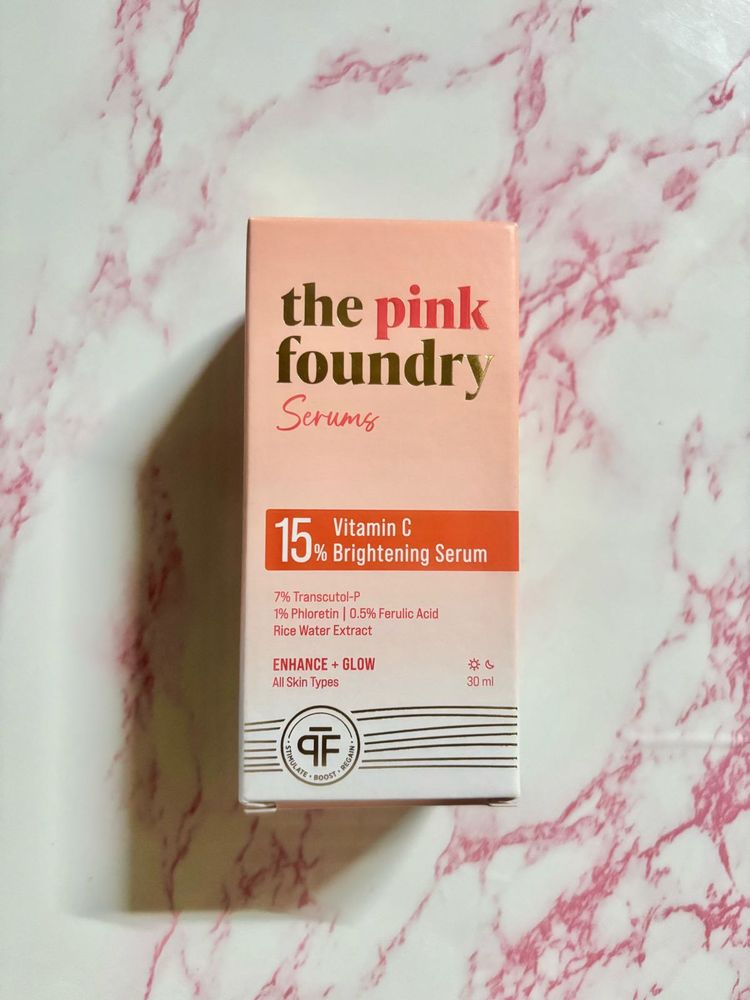 the pink
foundry
Serums
15% Vitamin C
Brightening Serum
7% Transcutol-P
1% Phloretin | 0.5% Ferulic Acid
Rice Water Extract
ENHANCE + GLOW
All Skin Types
30 ml
PF
• STIMULATE • BOOST • REGAIN •